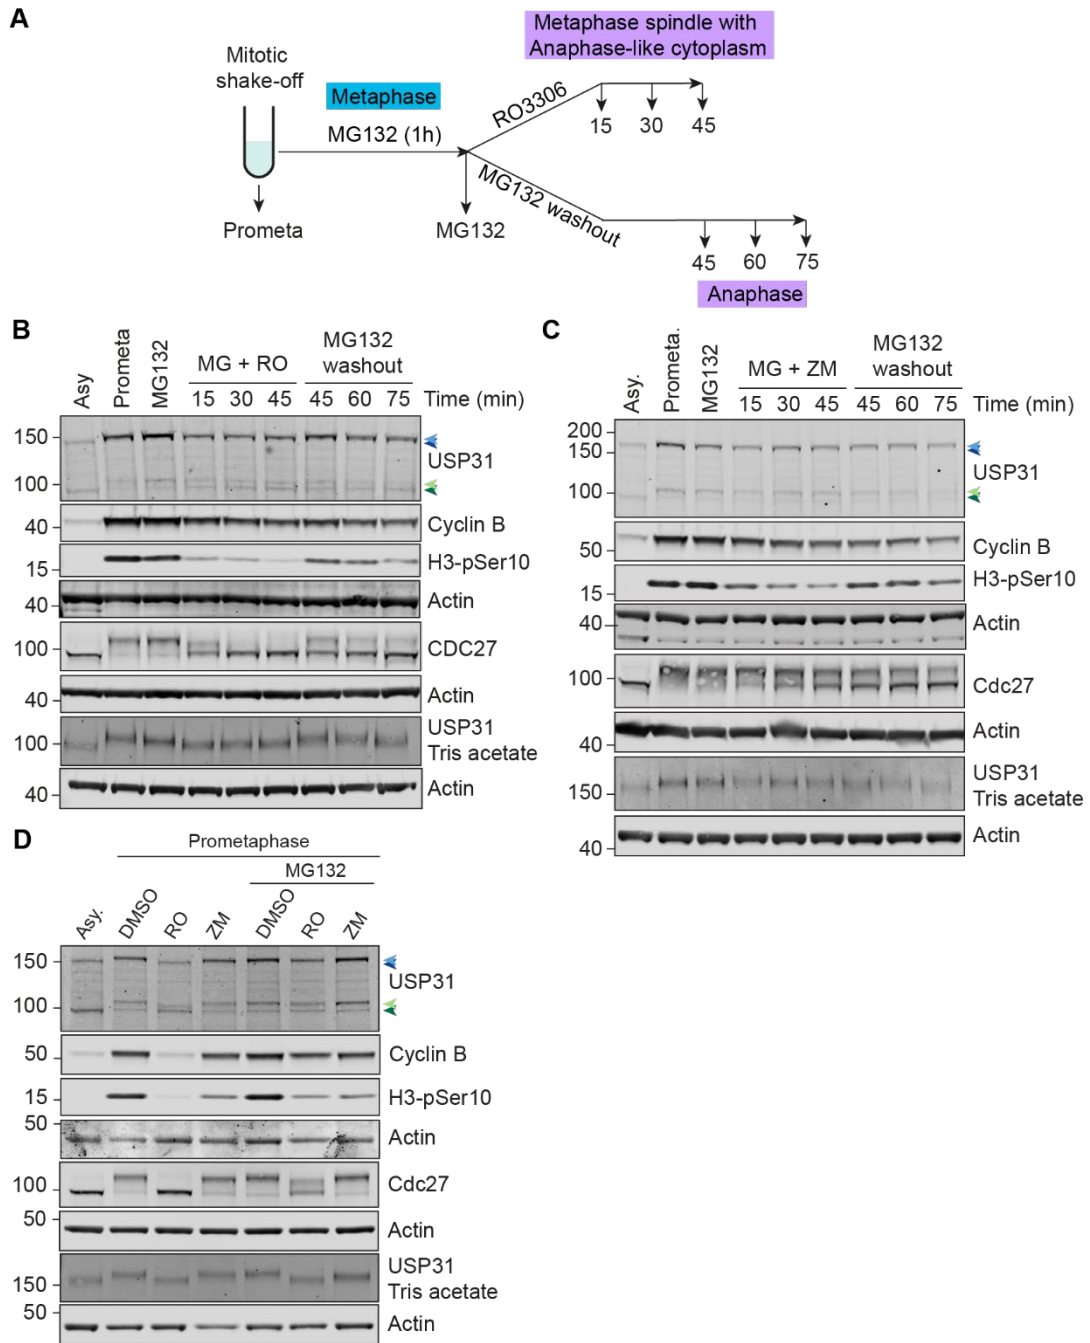 A
Mitotic
shake-off
Prometa
Metaphase
MG132 (1h)
MG132
RO3306
MG132 washout
Metaphase spindle with
Anaphase-like cytoplasm
15 30 45
45 60 75
Anaphase
B
Asy Prometa MG132 MG + RO MG132
washout
15 30 45 45 60 75 Time (min)
150
100
USP31
40 Cyclin B
15 H3-pSer10
40 Actin
100 CDC27
40 Actin
100 USP31
Tris acetate
40 Actin
C
Asy. Prometa. MG132 MG + ZM MG132
washout
15 30 45 45 60 75 Time (min)
200
150
100
USP31
50 Cyclin B
15 H3-pSer10
40 Actin
100 Cdc27
40 Actin
150 USP31
Tris acetate
40 Actin
D
Prometaphase
MG132
Asy. DMSO RO ZM DMSO RO ZM
150
100
USP31
50 Cyclin B
15 H3-pSer10
50 Actin
100 Cdc27
50 Actin
150 USP31
Tris acetate
50 Actin